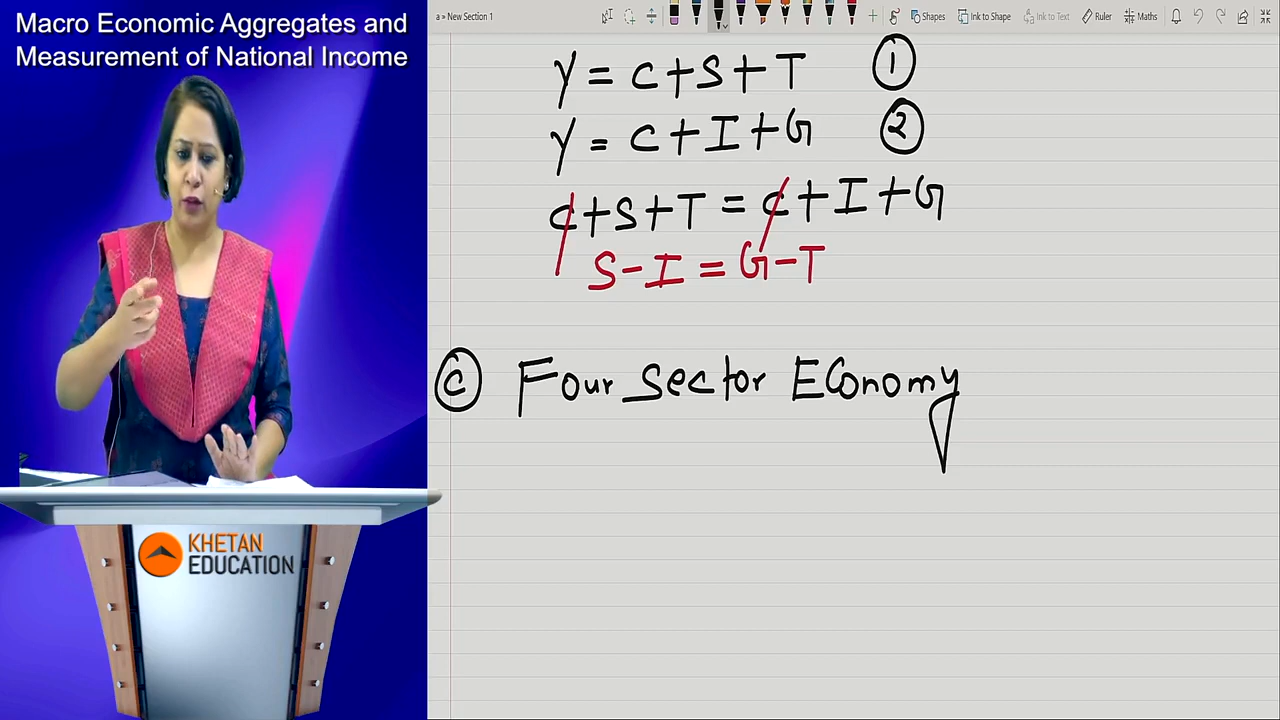 Macro Economic Aggregates and
Measurement of National Income
a » New Section 1
Shapes
Ink to Shape
Ink to Text
Ruler
Math
Y = C + S + T ①
Y = C + I + G ②
C + S + T = C + I + G
S - I = G - T
Ⓒ Four Sector Economy
KHETAN
EDUCATION